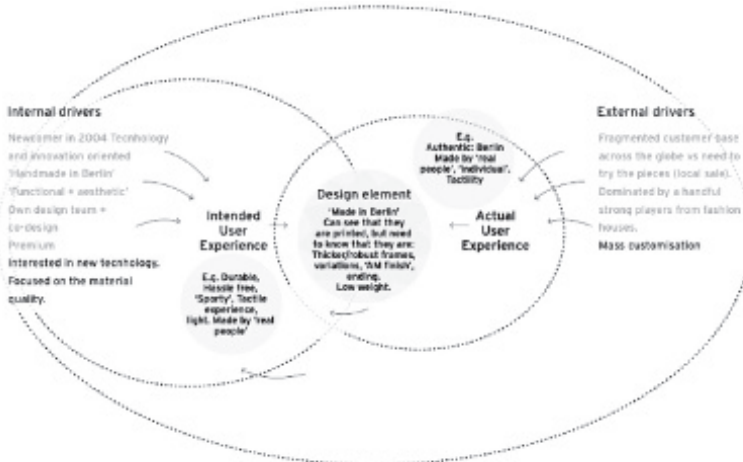 Internal drivers
Newcomer in 2004 Tecnhology
and innovation oriented
'Handmade in Berlin'
'Functional + aesthetic'
Own design team +
co-design
Premium
Interested in new tecnhology.
Focused on the material
quality.
Intended
User
Experience
E.g. Durable,
Hassle free,
'Sporty'. Tactile
experience,
light. Made by 'real
people'
Design element
'Made in Berlin'
Can see that they
are printed, but need
to know that they are:
Thicker/robust frames,
variations, 'AM finish',
ending.
Low weight.
E.g.
Authentic: Berlin
Made by 'real
people', 'individual'.
Tactility
Actual
User
Experience
External drivers
Fragmented customer base
across the globe vs need to
try the pieces (local sale).
Dominated by a handful
strong players from fashion
houses.
Mass customisation